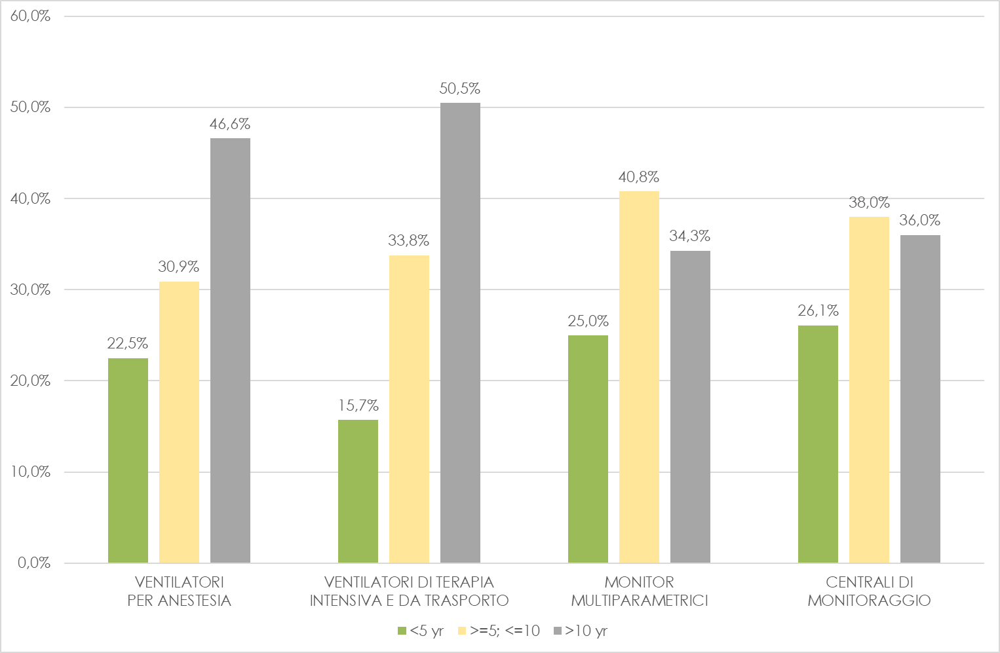 60,0%
50,0%
40,0%
30,0%
20,0%
10,0%
0,0%
22,5%
30,9%
46,6%
15,7%
33,8%
50,5%
25,0%
40,8%
34,3%
26,1%
38,0%
36,0%
VENTILATORI
PER ANESTESIA
VENTILATORI DI TERAPIA
INTENSIVA E DA TRASPORTO
MONITOR
MULTIPARAMETRICI
CENTRALI DI
MONITORAGGIO
<5 yr >=5; <=10 >10 yr